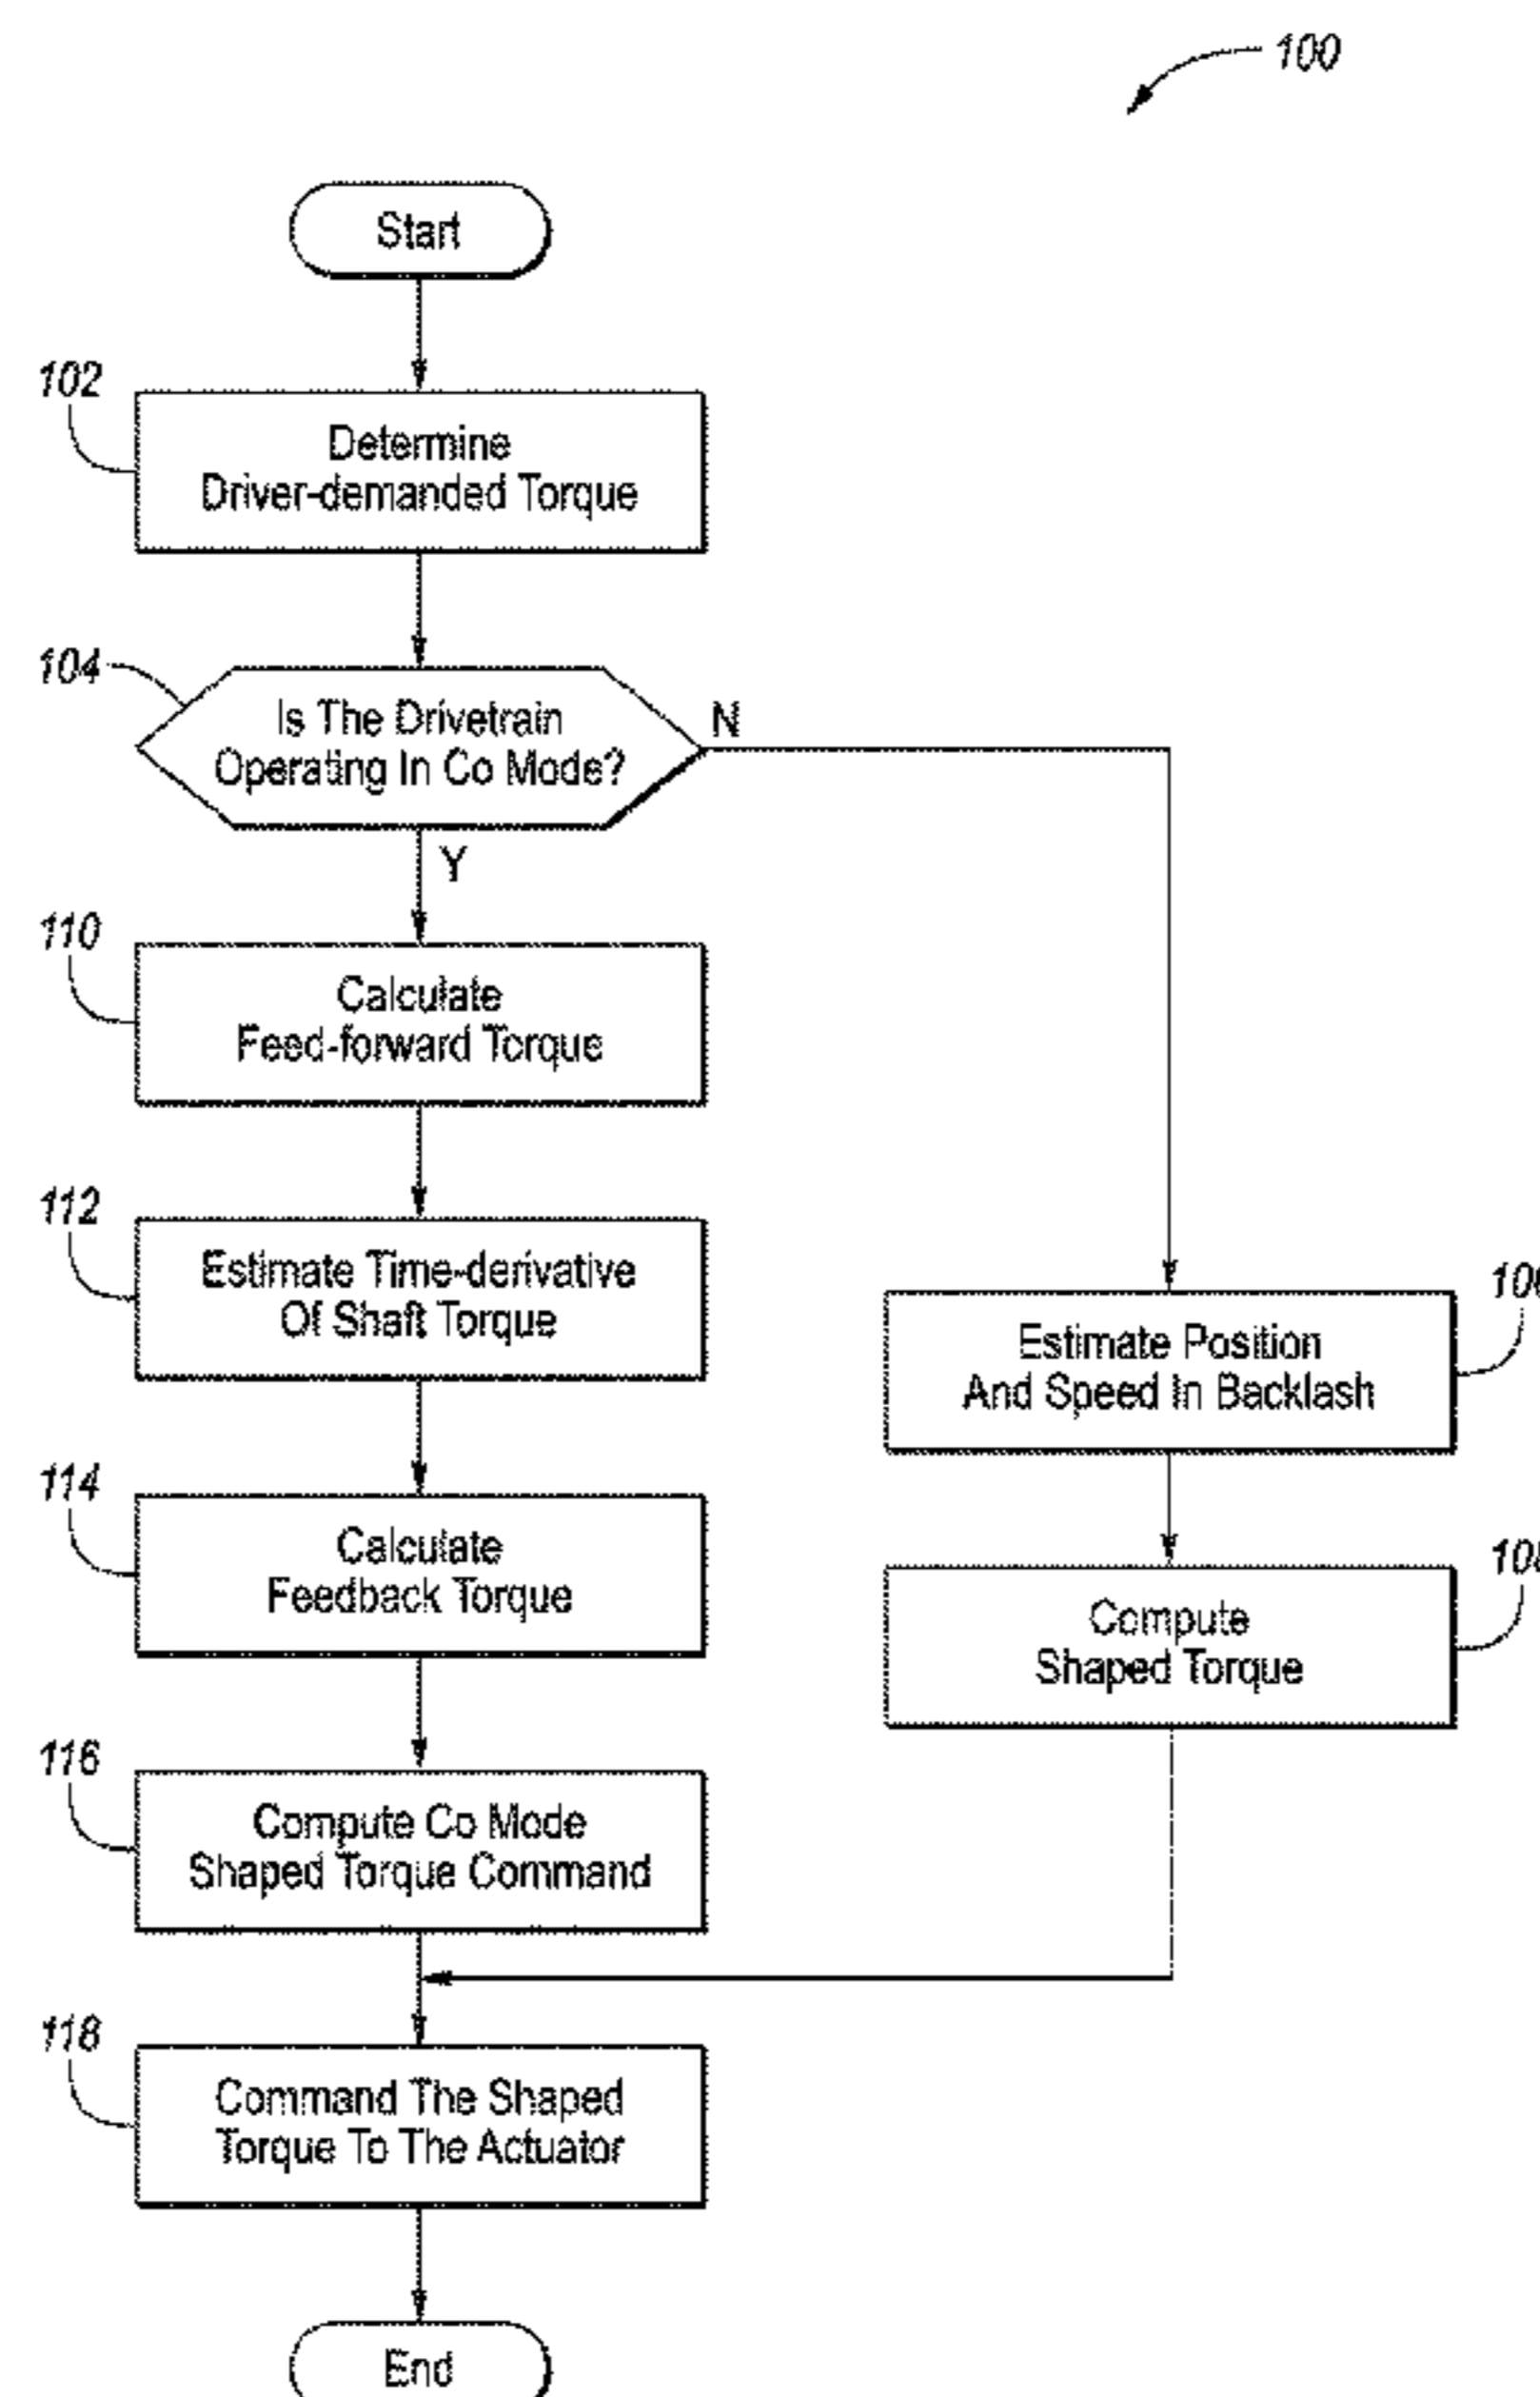 100
Start
102
Determine
Driver-demanded Torque
104
Is The Drivetrain
Operating In Co Mode?
N
Y
110
Calculate
Feed-forward Torque
112
Estimate Time-derivative
Of Shaft Torque
Estimate Position
And Speed In Backlash
114
Calculate
Feedback Torque
Compute
Shaped Torque
116
Compute Co Mode
Shaped Torque Command
118
Command The Shaped
Torque To The Actuator
End